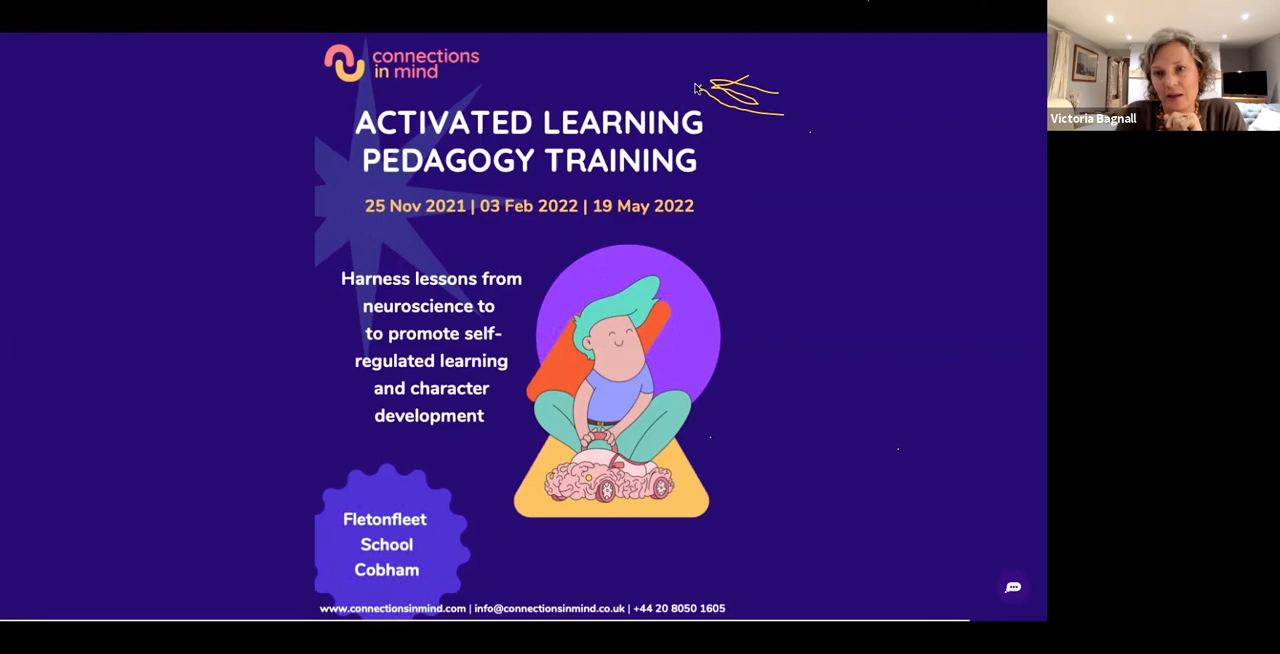 connections
in mind
ACTIVATED LEARNING
PEDAGOGY TRAINING
25 Nov 2021 | 03 Feb 2022 | 19 May 2022
Harness lessons from
neuroscience to
to promote self-
regulated learning
and character
development
Fletonfleet
School
Cobham
www.connectionsinmind.com | info@connectionsinmind.co.uk | +44 20 8050 1605
Victoria Bagnall